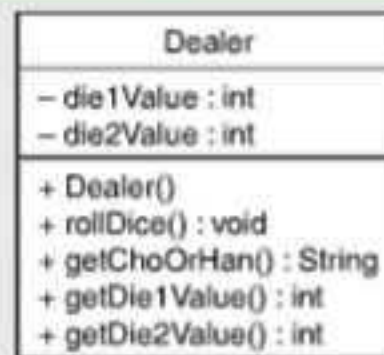 Dealer
– die1Value : int
– die2Value : int
+ Dealer()
+ rollDice() : void
+ getChoOrHan() : String
+ getDie1Value() : int
+ getDie2Value() : int